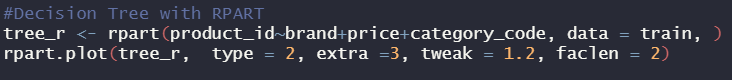 #Decision Tree with RPART
tree_r <- rpart(product_id~brand+price+category_code, data = train, )
rpart.plot(tree_r,  type = 2, extra =3, tweak = 1.2, faclen = 2)